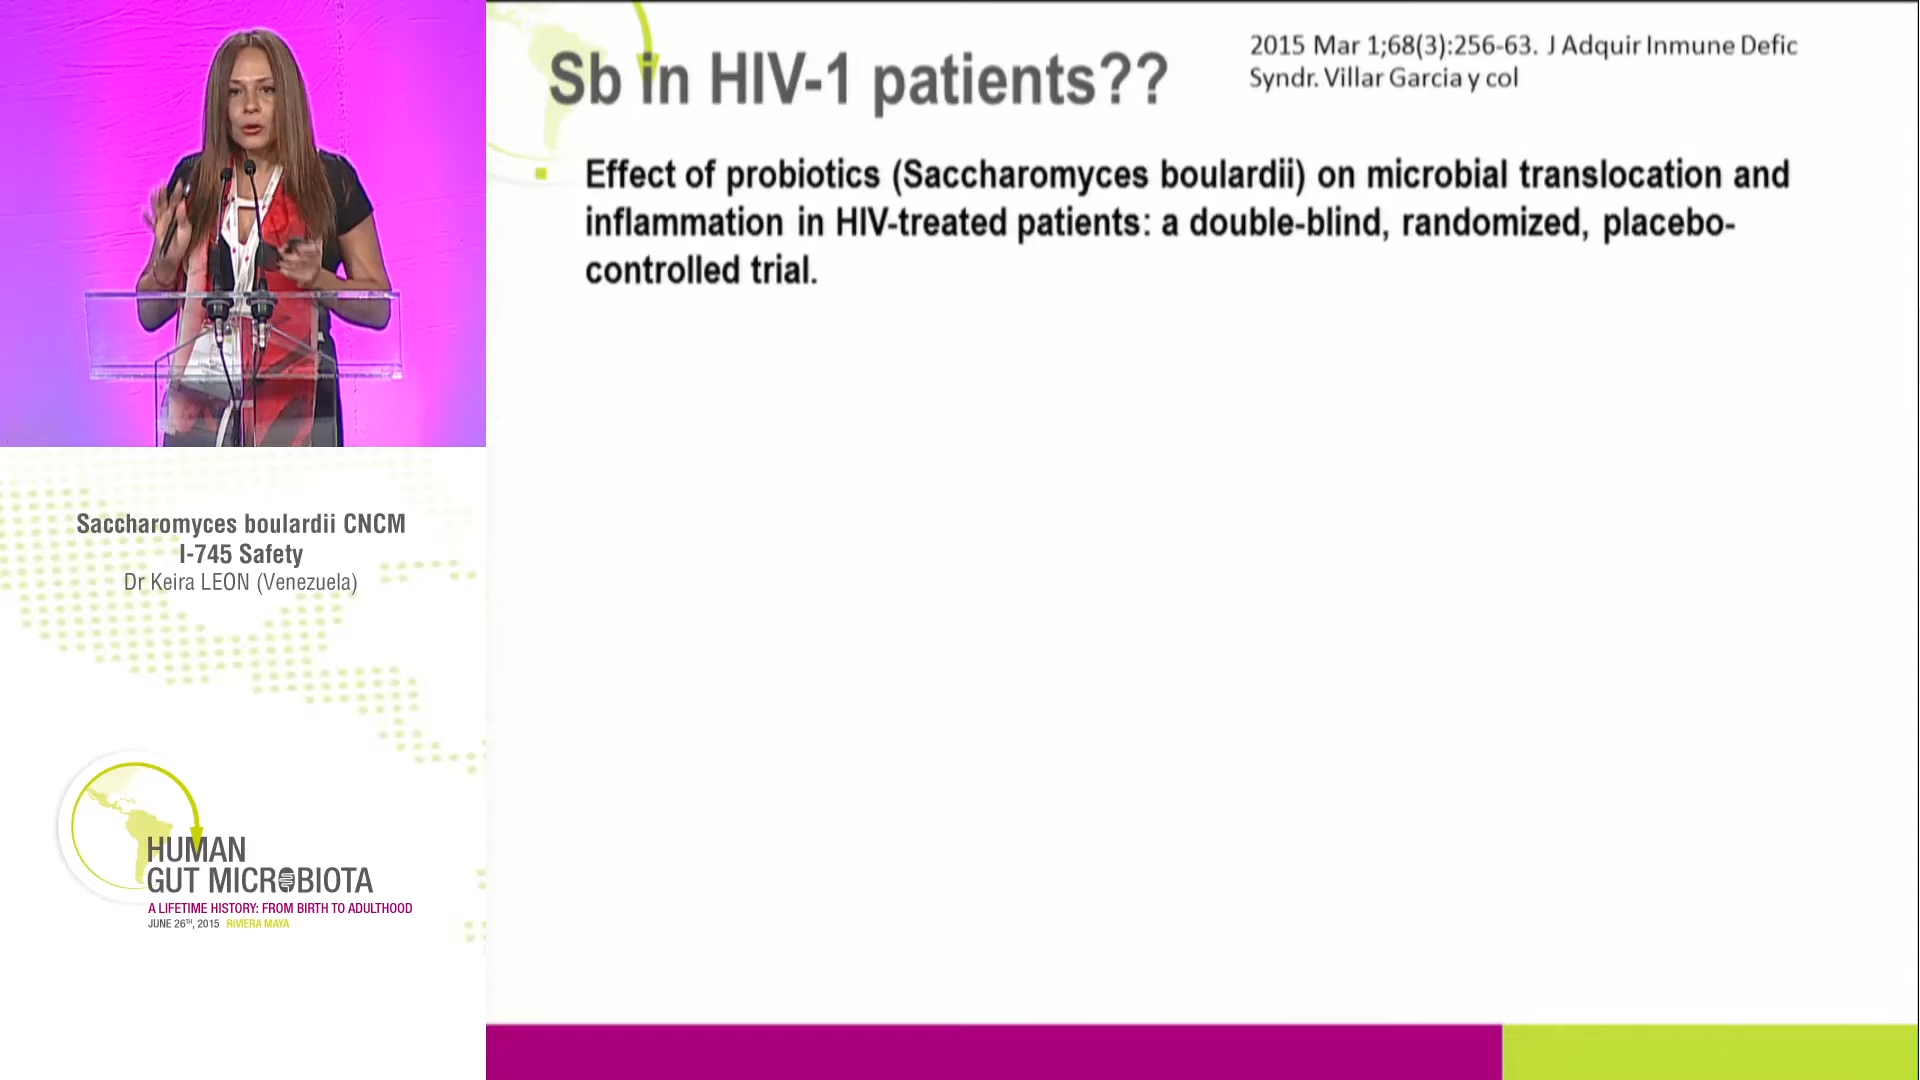 Sb in HIV-1 patients??
2015 Mar 1;68(3):256-63. J Adquir Inmune Defic
Syndr. Villar Garcia y col
Effect of probiotics (Saccharomyces boulardii) on microbial translocation and
inflammation in HIV-treated patients: a double-blind, randomized, placebo-
controlled trial.
Saccharomyces boulardii CNCM
I-745 Safety
Dr Keira LEON (Venezuela)
HUMAN
GUT MICROBIOTA
A LIFETIME HISTORY: FROM BIRTH TO ADULTHOOD
JUNE 26TH, 2015 RIVIERA MAYA